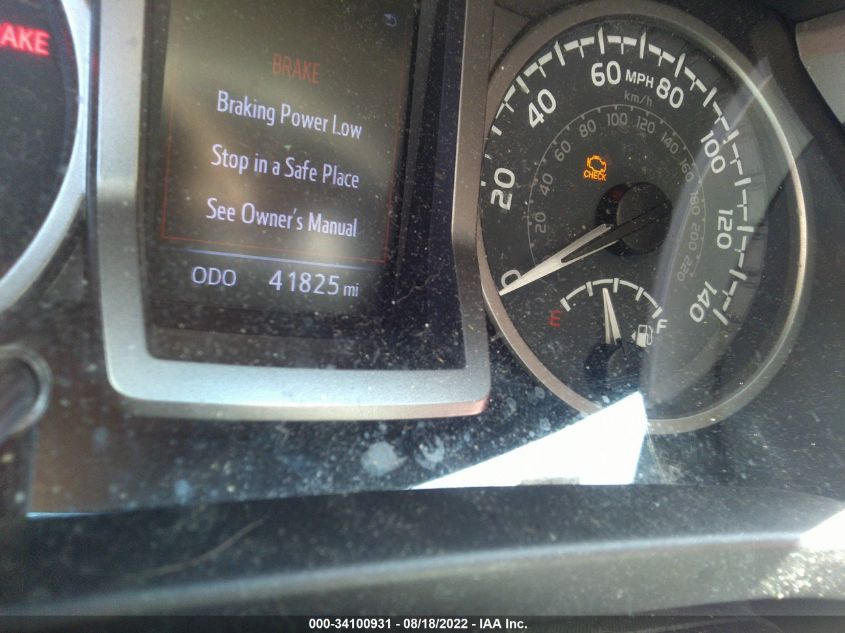 AKE
BRAKE
Braking Power Low
Stop in a Safe Place
See Owner's Manual
ODO 41825 mi
0 20 40 60 80 100 120 140
MPH
km/h
20 40 60 80 100 120 140 160 180 200 220
CHECK
E F
000-34100931 - 08/18/2022 - IAA Inc.